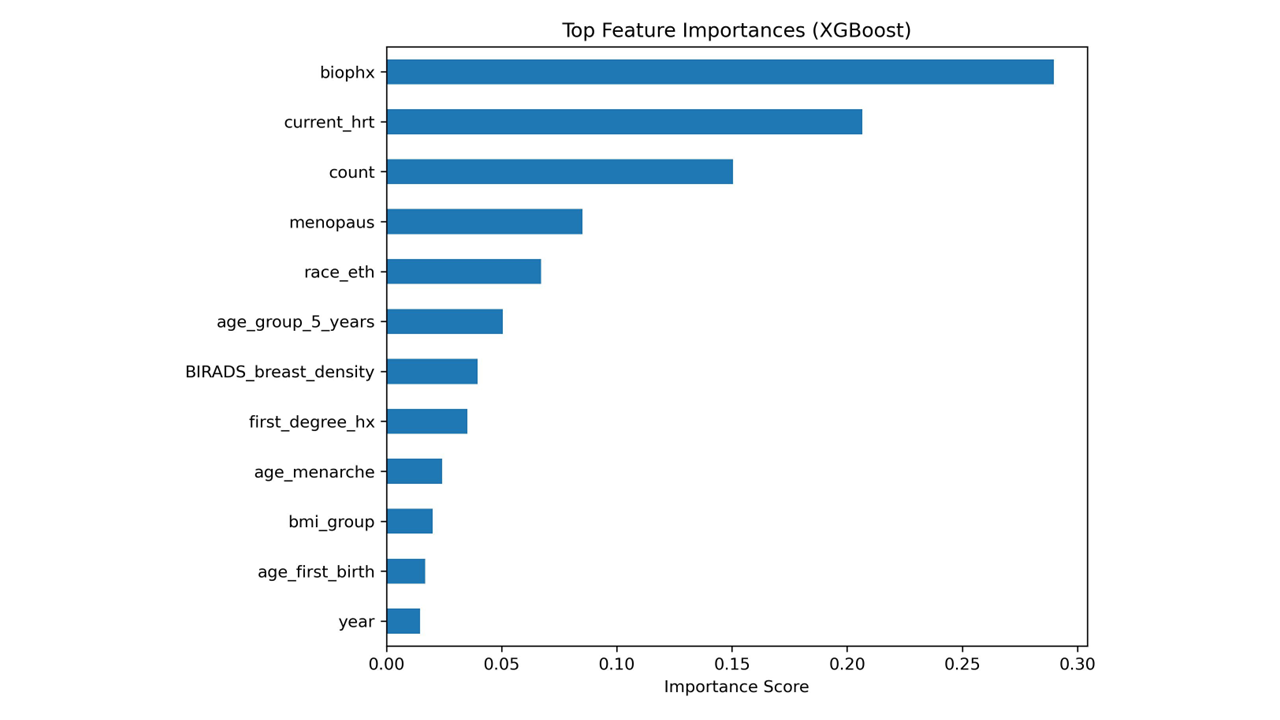 Top Feature Importances (XGBoost)
biophx
current_hrt
count
menopaus
race_eth
age_group_5_years
BIRADS_breast_density
first_degree_hx
age_menarche
bmi_group
age_first_birth
year
0.00 0.05 0.10 0.15 0.20 0.25 0.30
Importance Score